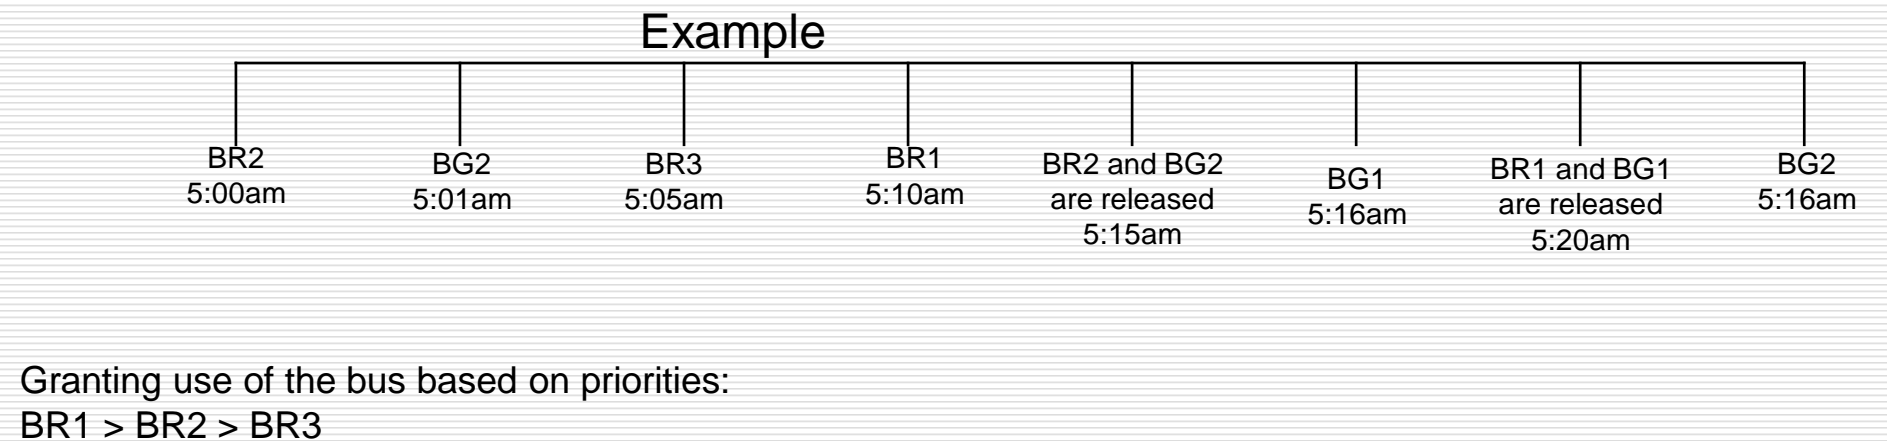 Example
BR2
5:00am
BG2
5:01am
BR3
5:05am
BR1
5:10am
BR2 and BG2
are released
5:15am
BG1
5:16am
BR1 and BG1
are released
5:20am
BG2
5:16am
Granting use of the bus based on priorities:
BR1 > BR2 > BR3